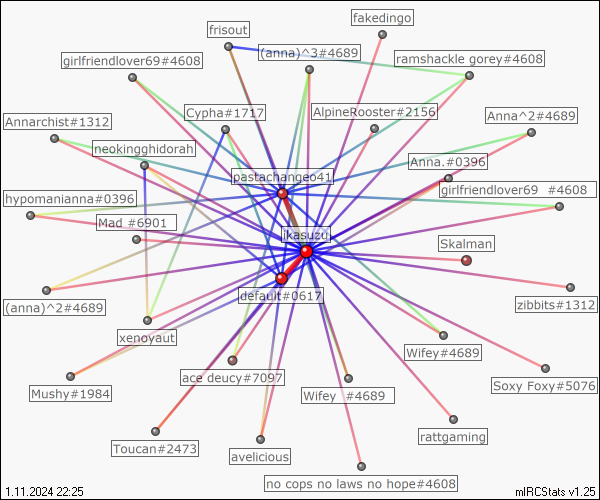 fakedingo
frisout
(anna)^3#4689
girlfriendlover69#4608
ramshackle gorey#4608
Cypha#1717
AlpineRooster#2156
Anna^2#4689
Annarchist#1312
neokingghidorah
Anna.#0396
pastachangeo41
girlfriendlover69 #4608
hypomanianna#0396
Mad_#6901
ikasuzu
Skalman
default#0617
zibbits#1312
(anna)^2#4689
xenoyaut
Wifey#4689
ace deucy#7097
Soxy Foxy#5076
Mushy#1984
Wifey #4689
rattgaming
Toucan#2473
avelicious
no cops no laws no hope#4608
1.11.2024 22:25
mIRCStats v1.25